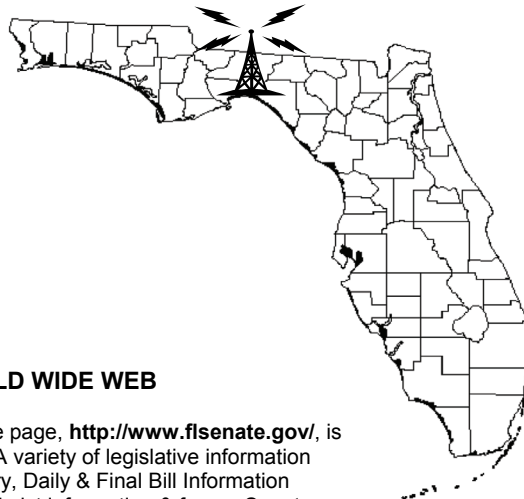 LD WIDE WEB
e page, http://www.flsenate.gov/, is
A variety of legislative information
y, Daily & Final Bill Information